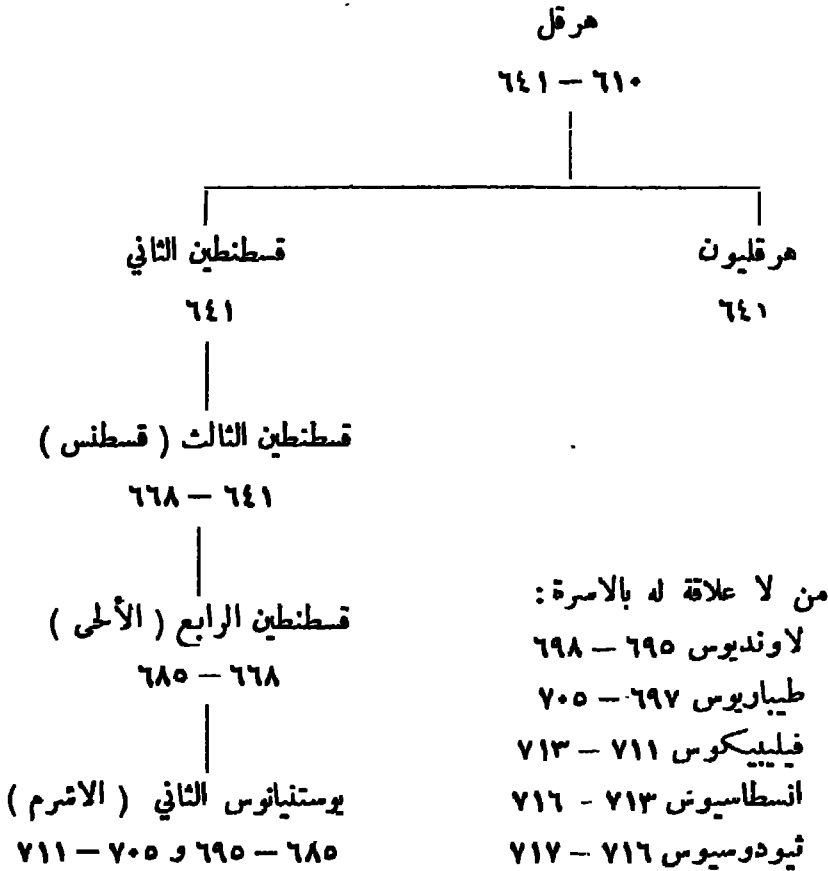 هرقل
٦١٠ — ٦٤١
هرقليون
قسطنطين الثاني
٦٤١
٦٤١
قسطنطين الثالث ( قسطنس )
٦٤١ — ٦٦٨
قسطنطين الرابع ( الألحى )
٦٦٨ — ٦٨٥
يوستنيانوس الثاني ( الاشرم )
٦٨٥ — ٦٩٥ و ٧٠٥ — ٧١١
من لا علاقة له بالاسرة :
لاونديوس ٦٩٥ — ٦٩٨
طيباريوس ٦٩٧ — ٧٠٥
فيليبيكوس ٧١١ — ٧١٣
انسطاسيوس ٧١٣ - ٧١٦
ثيودوسيوس ٧١٦ — ٧١٧